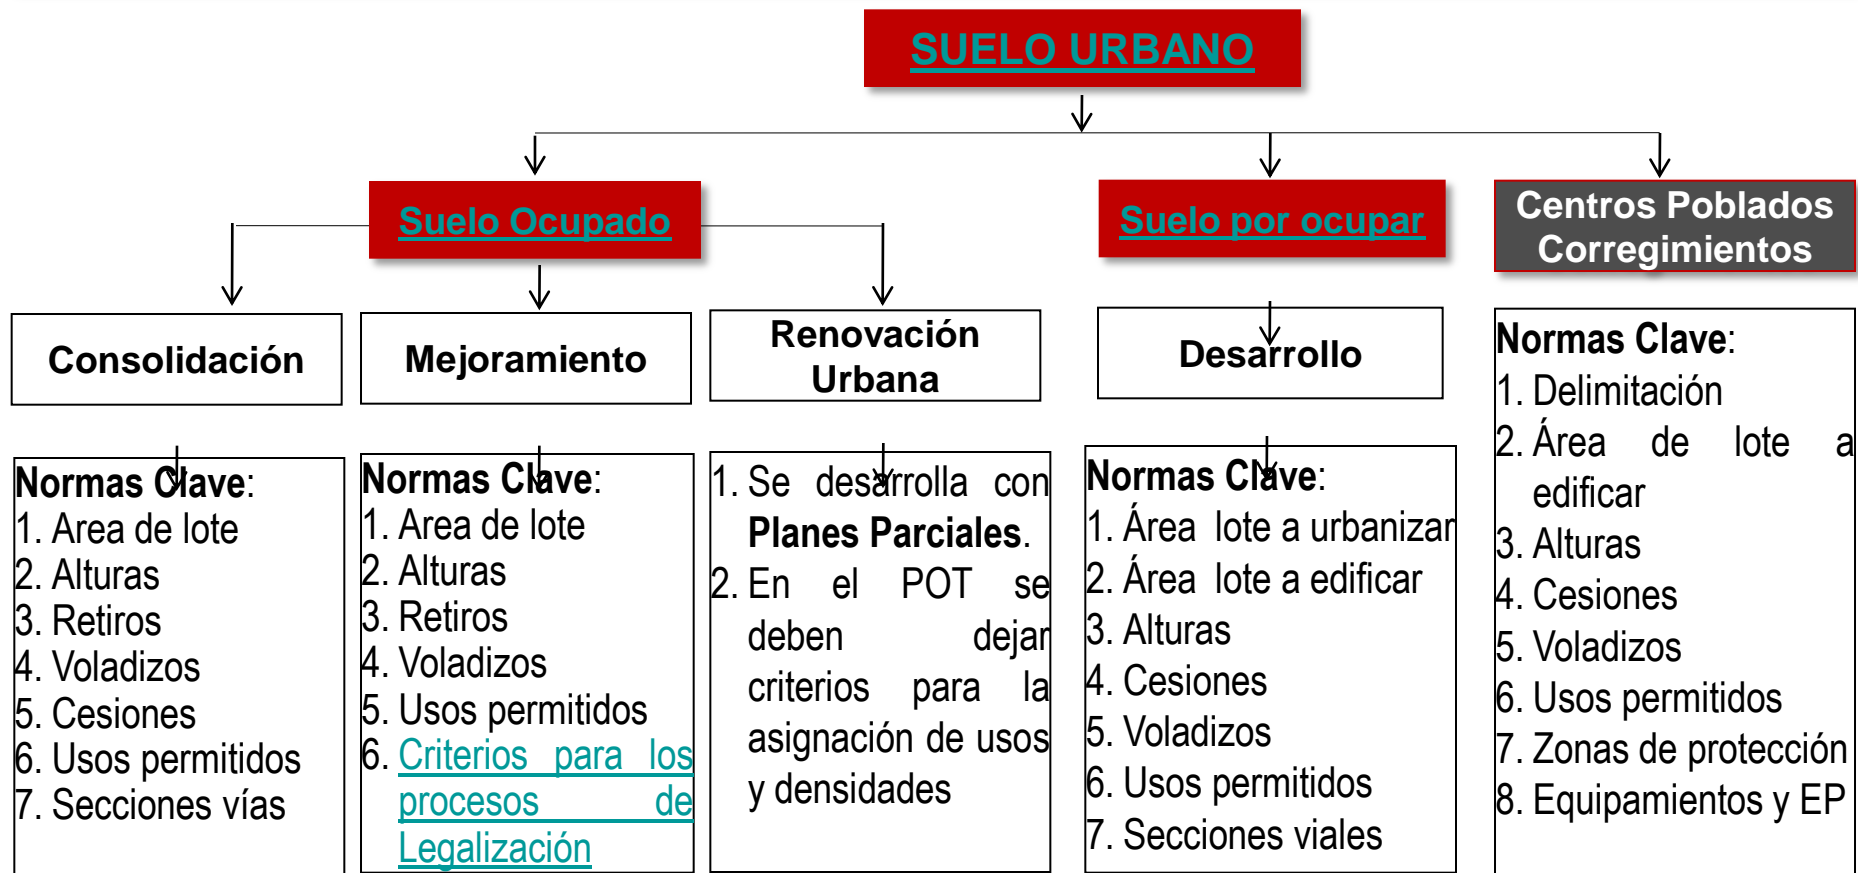 SUELO URBANO
Suelo Ocupado
Suelo por ocupar
Centros Poblados
Corregimientos
Consolidación
Mejoramiento
Renovación
Urbana
Desarrollo
Normas Clave:
1. Area de lote
2. Alturas
3. Retiros
4. Voladizos
5. Cesiones
6. Usos permitidos
7. Secciones vías
Normas Clave:
1. Area de lote
2. Alturas
3. Retiros
4. Voladizos
5. Usos permitidos
6. Criterios para los
procesos de
Legalización
1. Se desarrolla con
Planes Parciales.
2. En el POT se
deben dejar
criterios para la
asignación de usos
y densidades
Normas Clave:
1. Área lote a urbanizar
2. Área lote a edificar
3. Alturas
4. Cesiones
5. Voladizos
6. Usos permitidos
7. Secciones viales
Normas Clave:
1. Delimitación
2. Área de lote a
edificar
3. Alturas
4. Cesiones
5. Voladizos
6. Usos permitidos
7. Zonas de protección
8. Equipamientos y EP